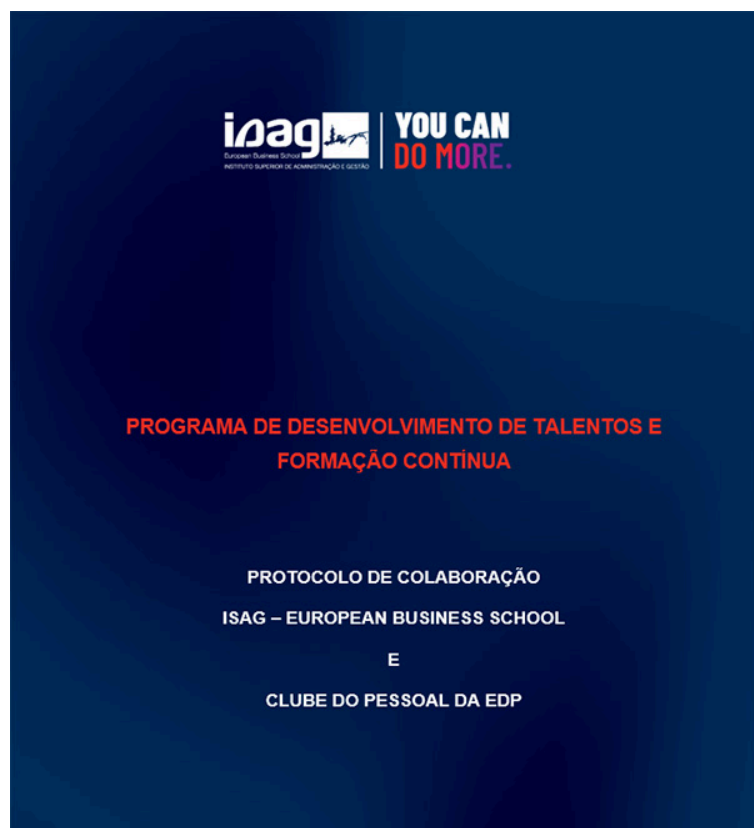 isag
European Business School
INSTITUTO SUPERIOR DE ADMINISTRAÇÃO E GESTÃO
YOU CAN
DO MORE.
PROGRAMA DE DESENVOLVIMENTO DE TALENTOS E
FORMAÇÃO CONTÍNUA
PROTOCOLO DE COLABORAÇÃO
ISAG – EUROPEAN BUSINESS SCHOOL
E
CLUBE DO PESSOAL DA EDP